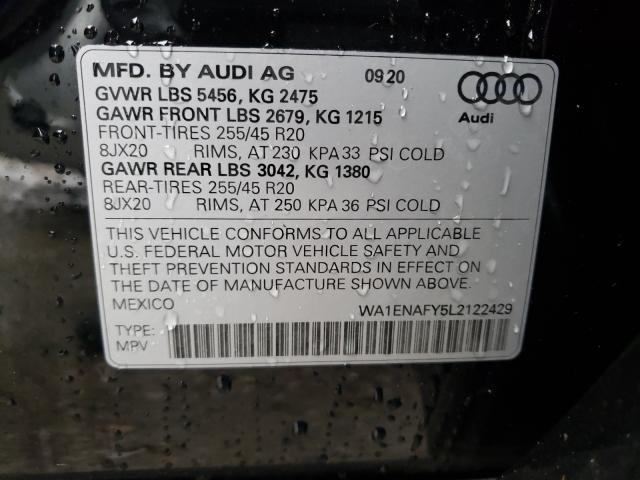 MFD. BY AUDI AG 09 20
GVWR LBS 5456, KG 2475
GAWR FRONT LBS 2679, KG 1215
FRONT-TIRES 255/45 R20
8JX20 RIMS, AT 230 KPA 33 PSI COLD
GAWR REAR LBS 3042, KG 1380
REAR-TIRES 255/45 R20
8JX20 RIMS, AT 250 KPA 36 PSI COLD
Audi
THIS VEHICLE CONFORMS TO ALL APPLICABLE
U.S. FEDERAL MOTOR VEHICLE SAFETY AND
THEFT PREVENTION STANDARDS IN EFFECT ON
THE DATE OF MANUFACTURE SHOWN ABOVE.
MEXICO WA1ENAFY5L2122429
TYPE:
MPV